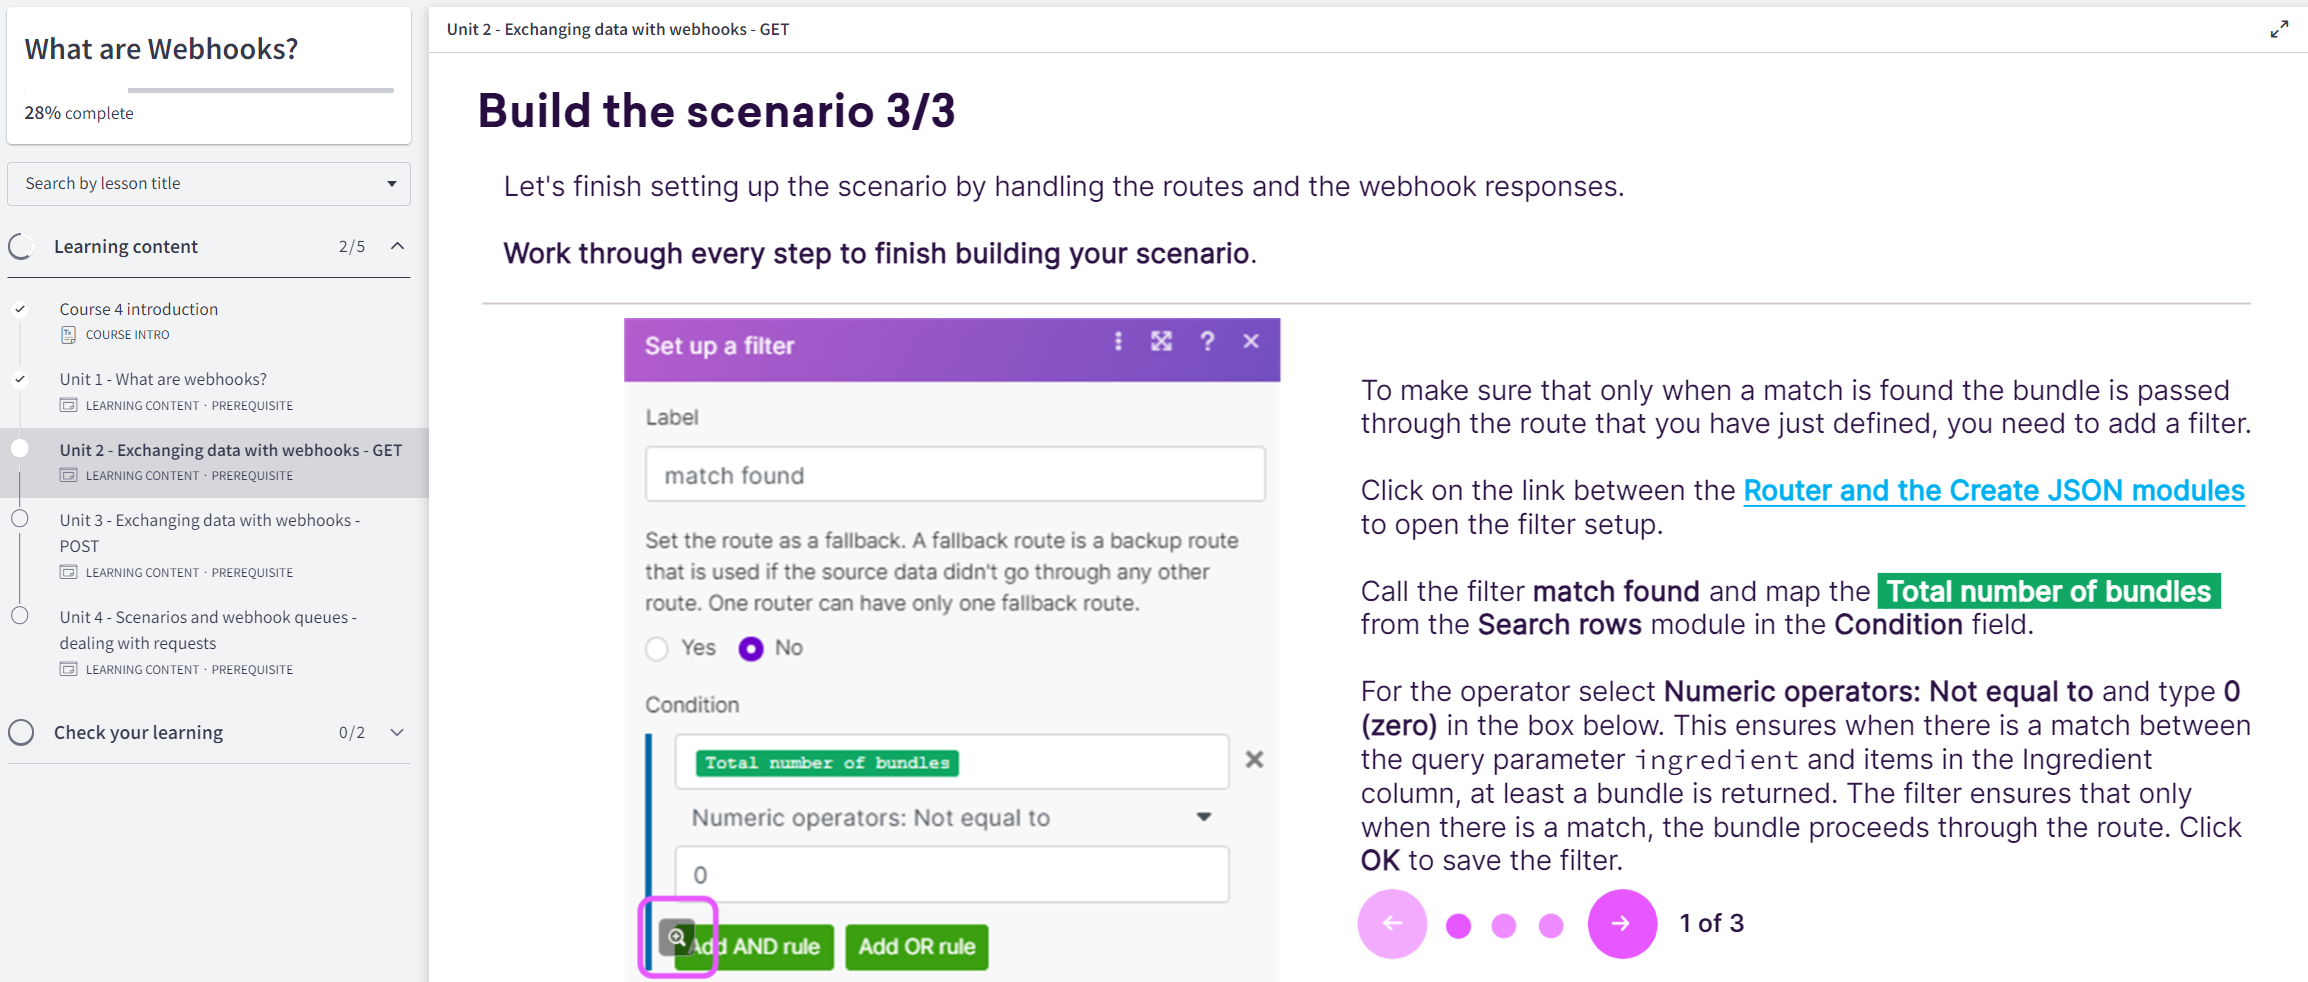 What are Webhooks?
28% complete
Search by lesson title
Learning content 2/5
Course 4 introduction
COURSE INTRO
Unit 1 - What are webhooks?
LEARNING CONTENT · PREREQUISITE
Unit 2 - Exchanging data with webhooks - GET
LEARNING CONTENT · PREREQUISITE
Unit 3 - Exchanging data with webhooks -
POST
LEARNING CONTENT · PREREQUISITE
Unit 4 - Scenarios and webhook queues -
dealing with requests
LEARNING CONTENT · PREREQUISITE
Check your learning 0/2
Unit 2 - Exchanging data with webhooks - GET
Build the scenario 3/3
Let's finish setting up the scenario by handling the routes and the webhook responses.
Work through every step to finish building your scenario.
Set up a filter
Label
match found
Set the route as a fallback. A fallback route is a backup route
that is used if the source data didn't go through any other
route. One router can have only one fallback route.
Yes No
Condition
Total number of bundles
Numeric operators: Not equal to
0
Add AND rule Add OR rule
To make sure that only when a match is found the bundle is passed
through the route that you have just defined, you need to add a filter.
Click on the link between the Router and the Create JSON modules
to open the filter setup.
Call the filter match found and map the Total number of bundles
from the Search rows module in the Condition field.
For the operator select Numeric operators: Not equal to and type 0
(zero) in the box below. This ensures when there is a match between
the query parameter ingredient and items in the Ingredient
column, at least a bundle is returned. The filter ensures that only
when there is a match, the bundle proceeds through the route. Click
OK to save the filter.
1 of 3